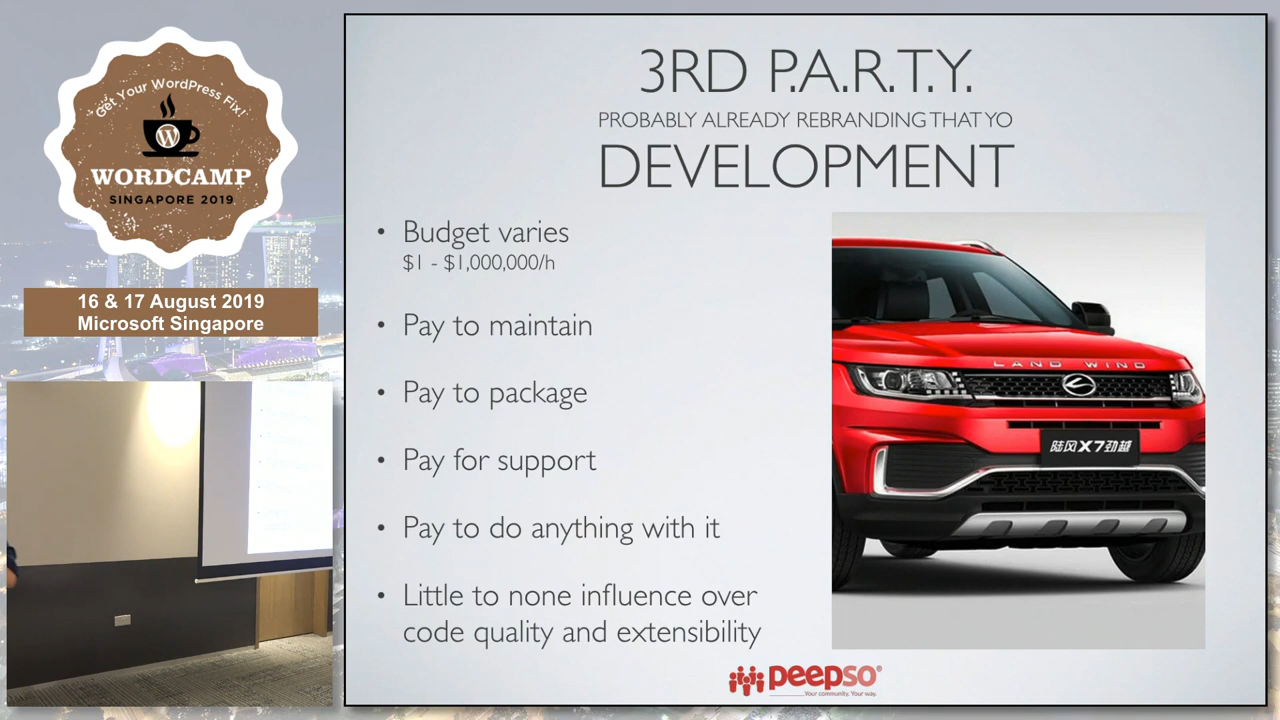 Get Your WordPress Fix!
W
WORDCAMP
SINGAPORE 2019
16 & 17 August 2019
Microsoft Singapore
3RD P.A.R.T.Y.
PROBABLY ALREADY REBRANDING THAT YO
DEVELOPMENT
• Budget varies
$1 - $1,000,000/h
• Pay to maintain
• Pay to package
• Pay for support
• Pay to do anything with it
• Little to none influence over
code quality and extensibility
LAND WIND
陆风X7劲越
peepso®
Your community. Your way.